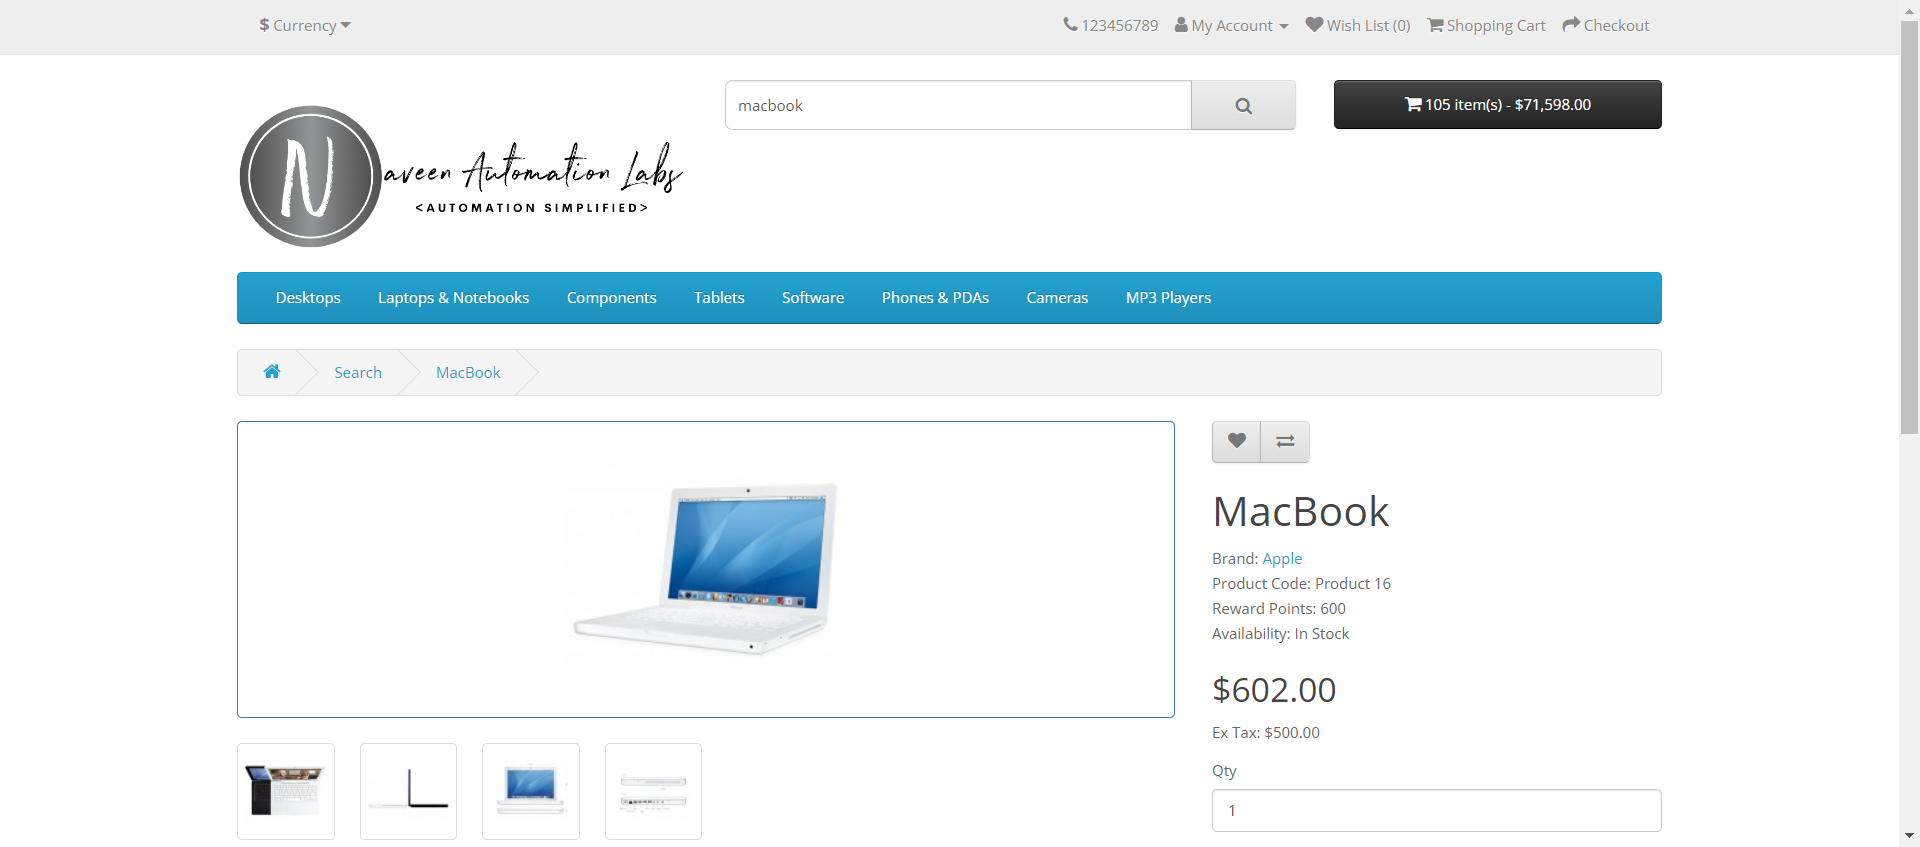 $ Currency
123456789 My Account Wish List (0) Shopping Cart Checkout
macbook
105 item(s) - $71,598.00
N
aveen Automation Labs
<AUTOMATION SIMPLIFIED>
Desktops Laptops & Notebooks Components Tablets Software Phones & PDAs Cameras MP3 Players
Search MacBook
MacBook
Brand: Apple
Product Code: Product 16
Reward Points: 600
Availability: In Stock
$602.00
Ex Tax: $500.00
Qty
1